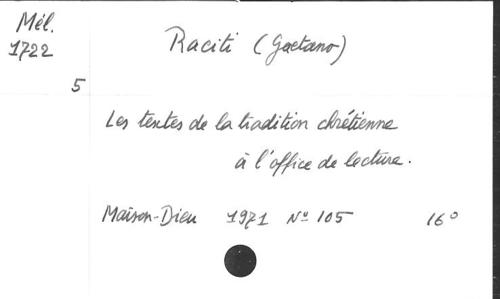 Mél.
1722
5
Raciti (Gaetano)
Les textes de la tradition chrétienne
à l'office de lecture.
Maison-Dieu 1971 No 105 16°